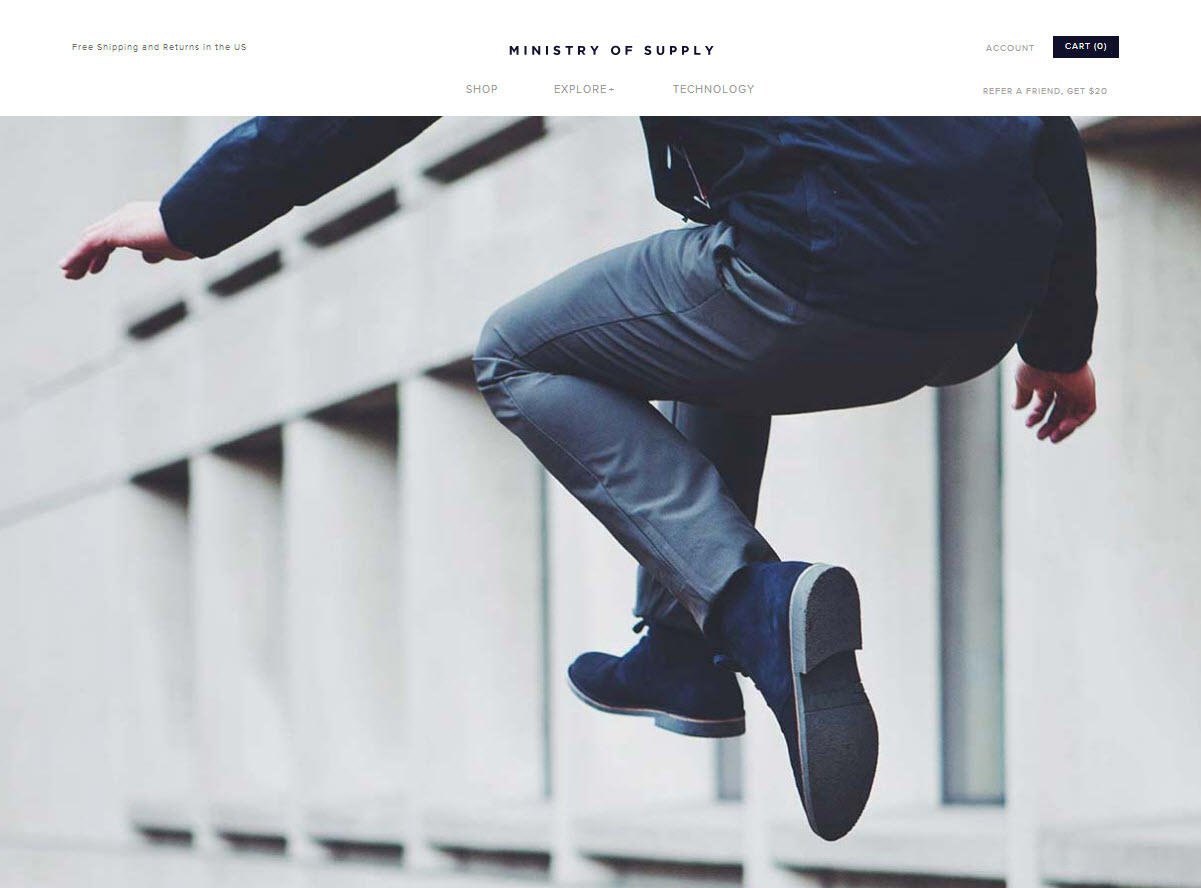 Free Shipping and Returns in the US
MINISTRY OF SUPPLY
ACCOUNT
CART (0)
SHOP
EXPLORE+
TECHNOLOGY
REFER A FRIEND, GET $20